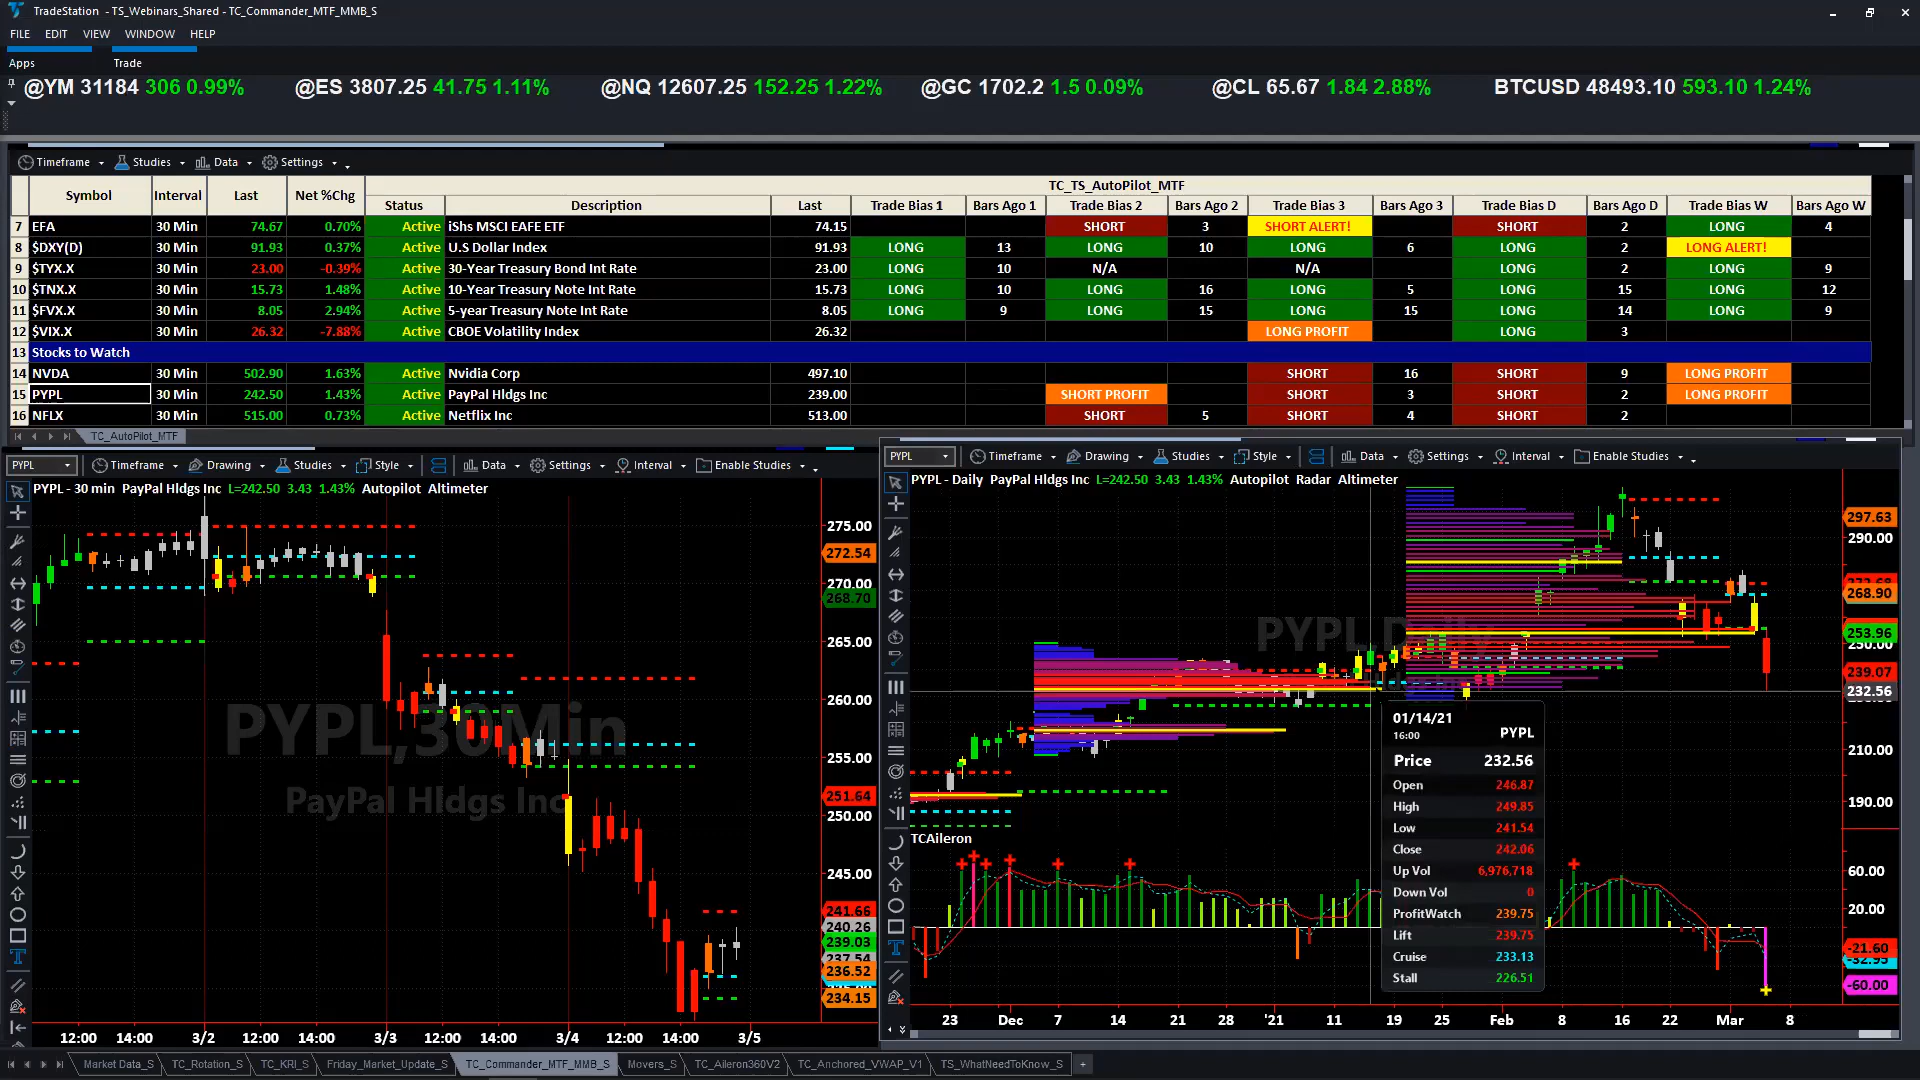 TradeStation - TS_Webinars_Shared - TC_Commander_MTF_MMB_S
FILE EDIT VIEW WINDOW HELP
Apps Trade
@YM 31184 306 0.99% @ES 3807.25 41.75 1.11% @NQ 12607.25 152.25 1.22% @GC 1702.2 1.5 0.09% @CL 65.67 1.84 2.88% BTCUSD 48493.10 593.10 1.24%
Timeframe Studies Data Settings
Symbol Interval Last Net %Chg TC_TS_AutoPilot_MTF
Status Description Last Trade Bias 1 Bars Ago 1 Trade Bias 2 Bars Ago 2 Trade Bias 3 Bars Ago 3 Trade Bias D Bars Ago D Trade Bias W Bars Ago W
7 EFA 30 Min 74.67 0.70% Active iShs MSCI EAFE ETF 74.15 SHORT 3 SHORT ALERT! SHORT 2 LONG 4
8 $DXY(D) 30 Min 91.93 0.37% Active U.S Dollar Index 91.93 LONG 13 LONG 10 LONG 6 LONG 2 LONG ALERT!
9 $TYX.X 30 Min 23.00 -0.39% Active 30-Year Treasury Bond Int Rate 23.00 LONG 10 N/A N/A LONG 2 LONG 9
10 $TNX.X 30 Min 15.73 1.48% Active 10-Year Treasury Note Int Rate 15.73 LONG 10 LONG 16 LONG 5 LONG 15 LONG 12
11 $FVX.X 30 Min 8.05 2.94% Active 5-year Treasury Note Int Rate 8.05 LONG 9 LONG 15 LONG 15 LONG 14 LONG 9
12 $VIX.X 30 Min 26.32 -7.88% Active CBOE Volatility Index 26.32 LONG PROFIT LONG 3
13 Stocks to Watch
14 NVDA 30 Min 502.90 1.63% Active Nvidia Corp 497.10 SHORT 16 SHORT 9 LONG PROFIT
15 PYPL 30 Min 242.50 1.43% Active PayPal Hldgs Inc 239.00 SHORT PROFIT SHORT 3 SHORT 2 LONG PROFIT
16 NFLX 30 Min 515.00 0.73% Active Netflix Inc 513.00 SHORT 5 SHORT 4 SHORT 2
TC_AutoPilot_MTF
PYPL Timeframe Drawing Studies Style Data Settings Interval Enable Studies
PYPL - 30 min PayPal Hldgs Inc L=242.50 3.43 1.43% Autopilot Altimeter
275.00
272.54
270.00
268.70
265.00
260.00
255.00
251.64
250.00
245.00
241.66
240.26
239.03
237.54
236.52
234.15
PYPL,30Min
PayPal Hldgs Inc
12:00 14:00 3/2 12:00 14:00 3/3 12:00 14:00 3/4 12:00 14:00 3/5
PYPL Timeframe Drawing Studies Style Data Settings Interval Enable Studies
PYPL - Daily PayPal Hldgs Inc L=242.50 3.43 1.43% Autopilot Radar Altimeter
297.63
290.00
268.90
253.96
250.00
239.07
232.56
210.00
190.00
PYPL,Daily
01/14/21
16:00 PYPL
Price 232.56
Open 246.87
High 249.85
Low 241.54
Close 242.06
Up Vol 6,976,718
Down Vol 0
ProfitWatch 239.75
Lift 239.75
Cruise 233.13
Stall 226.51
TCAileron
60.00
20.00
-21.60
-60.00
23 Dec 7 14 21 28 '21 11 19 25 Feb 8 16 22 Mar 8
Market Data_S TC_Rotation_S TC_KRI_S Friday_Market_Update_S TC_Commander_MTF_MMB_S Movers_S TC_Aileron360V2 TC_Anchored_VWAP_V1 TS_WhatNeedToKnow_S +